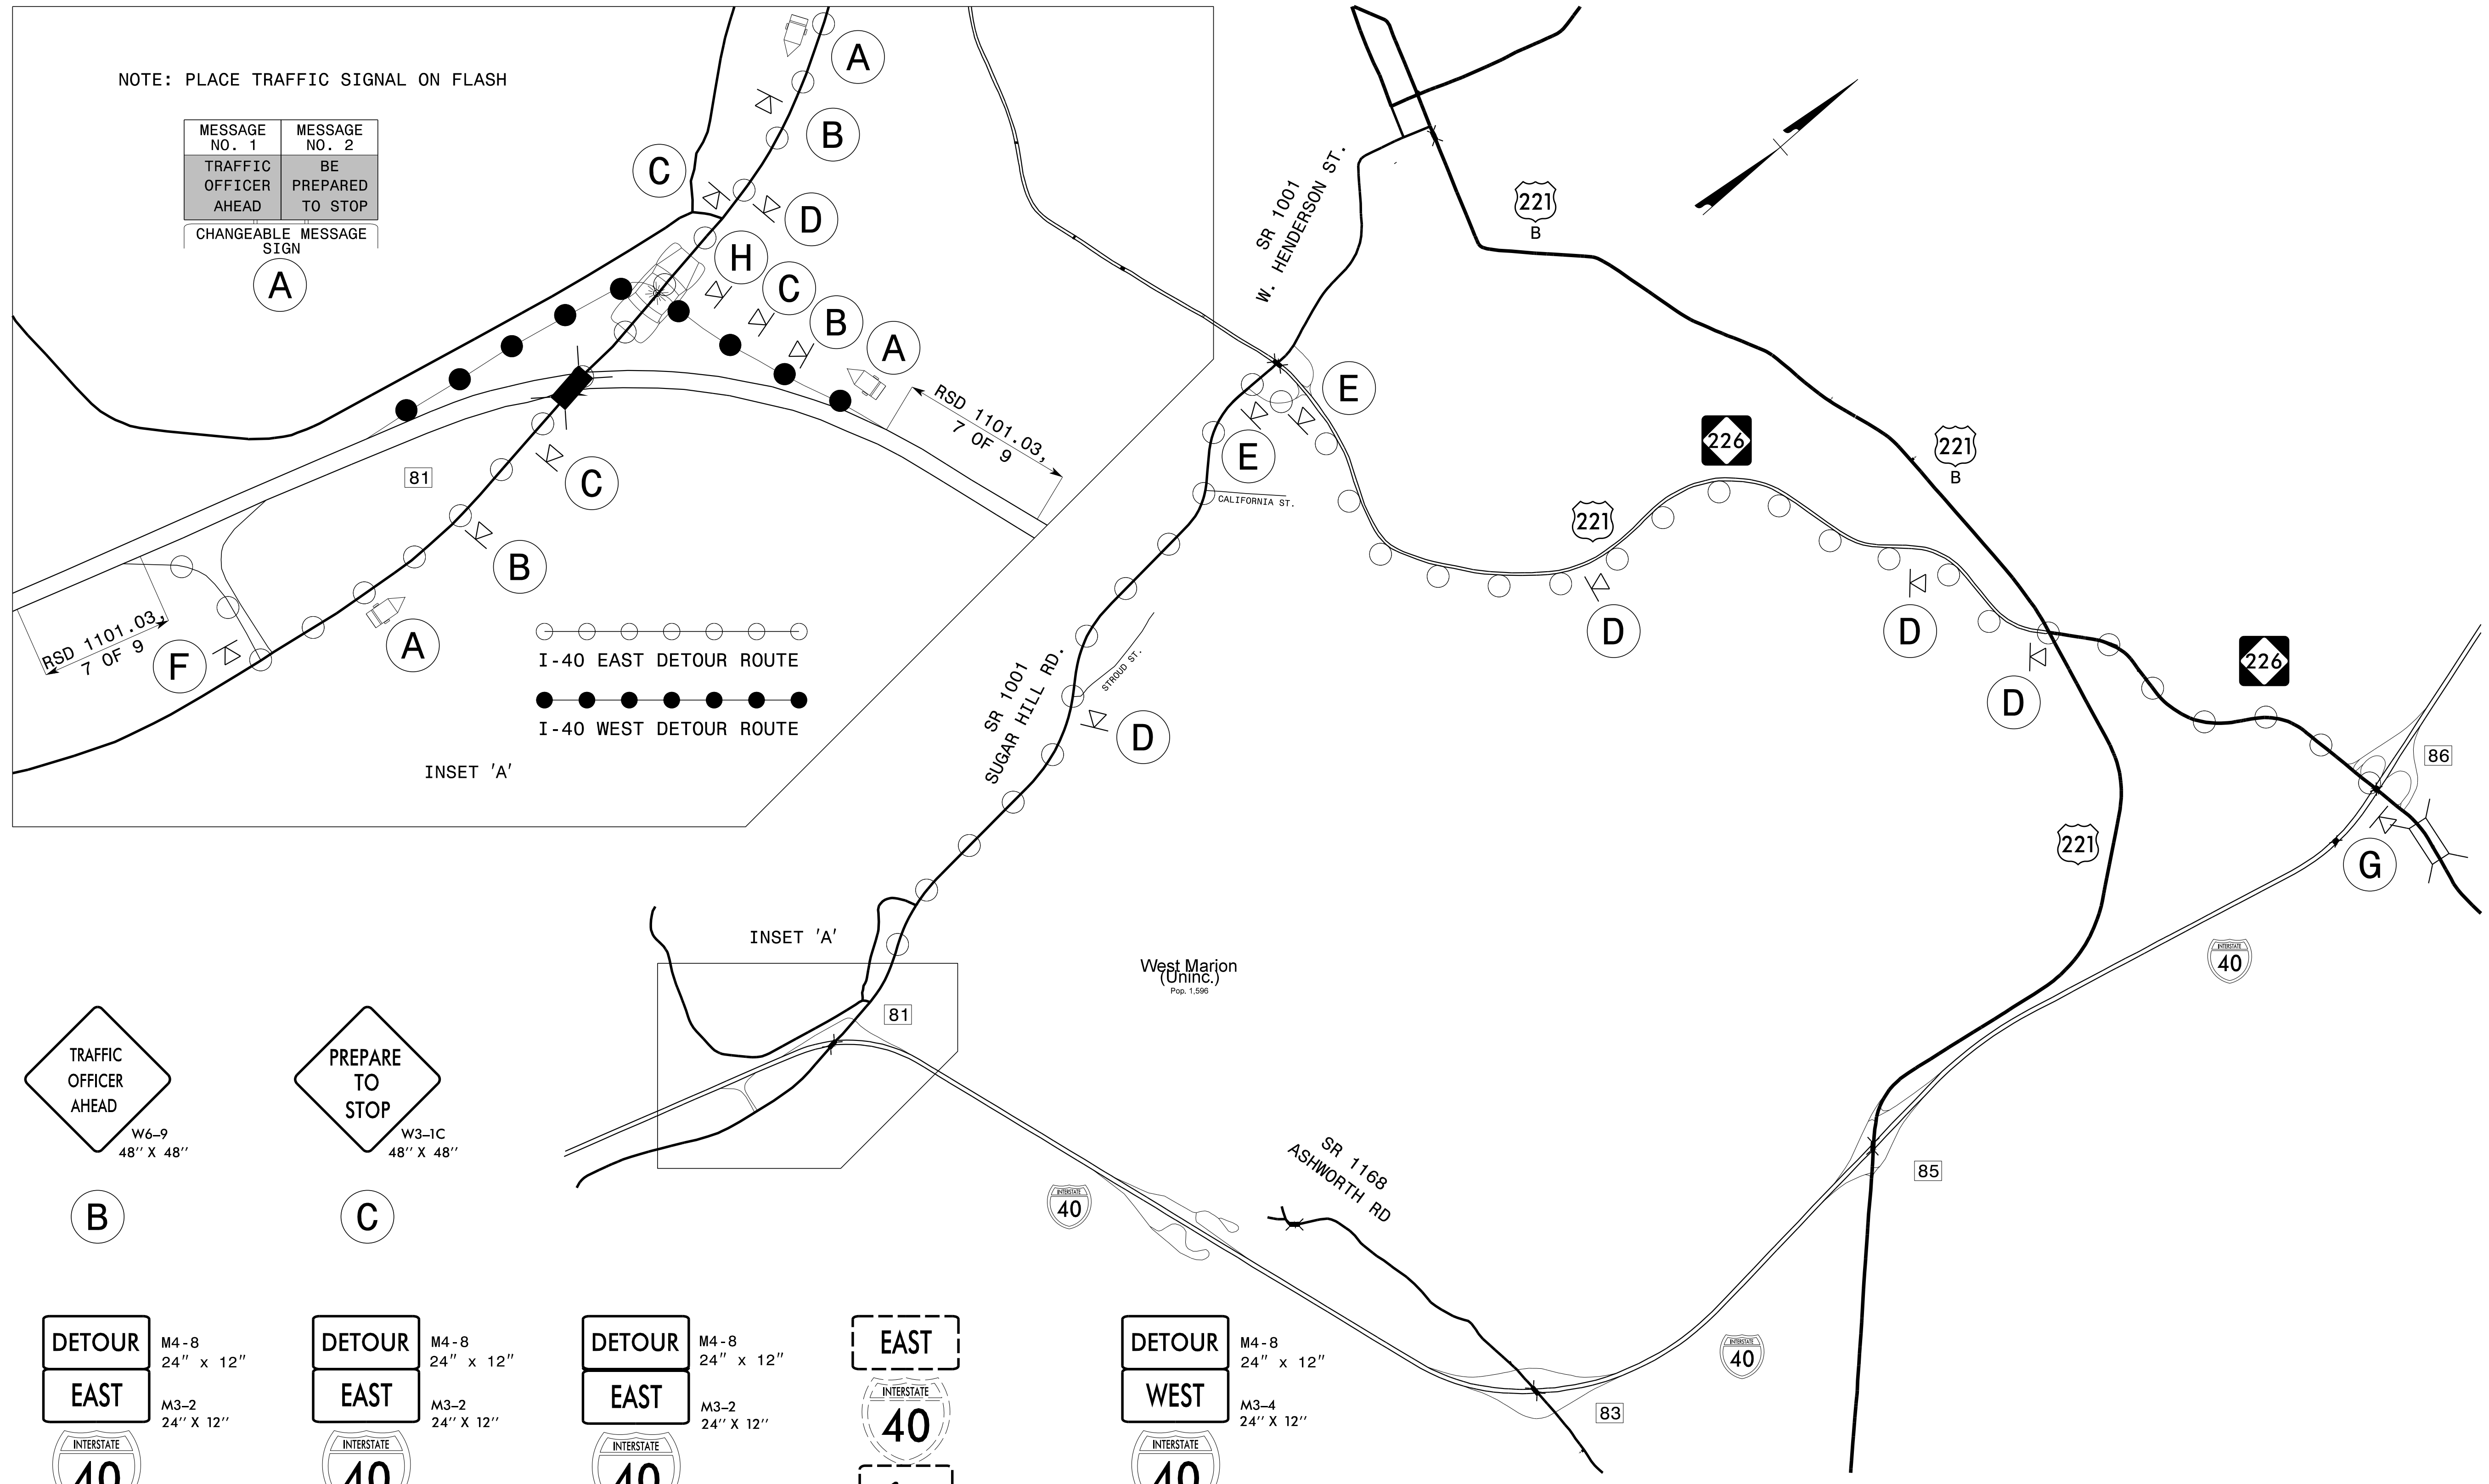 NOTE: PLACE TRAFFIC SIGNAL ON FLASH
MESSAGE NO. 1
MESSAGE NO. 2
TRAFFIC OFFICER AHEAD
BE PREPARED TO STOP
CHANGEABLE MESSAGE
SIGN
A
A
B
C
D
H
C
B
A
RSD 1101.03,
7 OF 9
81
C
B
A
F
RSD 1101.03,
7 OF 9
I-40 EAST DETOUR ROUTE
I-40 WEST DETOUR ROUTE
INSET 'A'
SR 1001
W. HENDERSON ST.
221
B
E
E
CALIFORNIA ST.
226
221
B
221
D
D
D
226
86
G
221
STROUD ST.
SR 1001
SUGAR HILL RD.
D
INSET 'A'
81
West Marion
(Uninc.)
Pop. 1,596
INTERSTATE
40
85
SR 1168
ASHWORTH RD
INTERSTATE
40
INTERSTATE
40
83
TRAFFIC
OFFICER
AHEAD
W6-9
48'' X 48''
B
PREPARE
TO
STOP
W3-1C
48'' X 48''
C
DETOUR
M4-8
24" x 12"
EAST
M3-2
24'' X 12''
INTERSTATE
40
DETOUR
M4-8
24" x 12"
EAST
M3-2
24'' X 12''
INTERSTATE
40
DETOUR
M4-8
24" x 12"
EAST
M3-2
24'' X 12''
INTERSTATE
40
EAST
INTERSTATE
40
DETOUR
M4-8
24" x 12"
WEST
M3-4
24'' X 12''
INTERSTATE
40